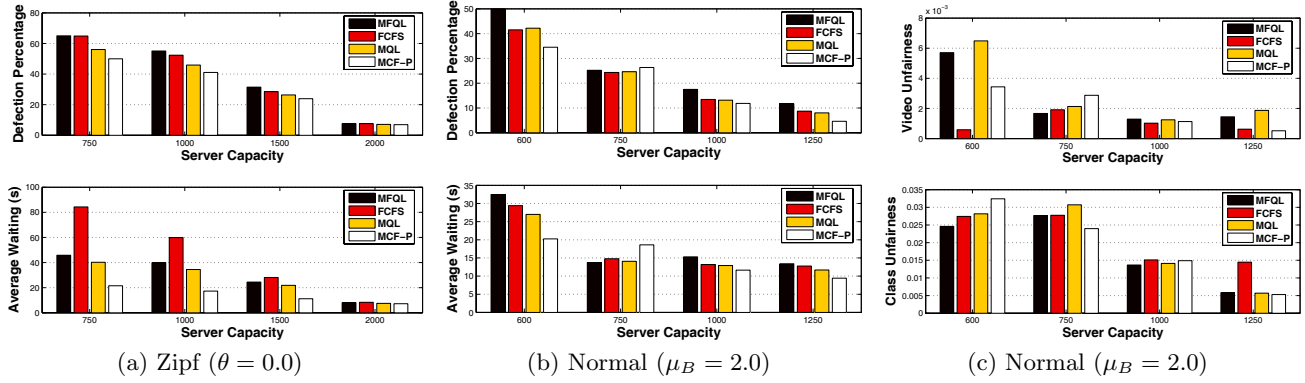 Defection Percentage
80
60
40
20
0
750
1000
1500
2000
Server Capacity
MFQL
FCFS
MQL
MCF-P
Average Waiting (s)
100
80
60
40
20
0
750
1000
1500
2000
Server Capacity
MFQL
FCFS
MQL
MCF-P
(a) Zipf (θ = 0.0)
Defection Percentage
50
40
30
20
10
0
600
750
1000
1250
Server Capacity
MFQL
FCFS
MQL
MCF-P
Average Waiting (s)
35
30
25
20
15
10
5
0
600
750
1000
1250
Server Capacity
MFQL
FCFS
MQL
MCF-P
(b) Normal (μB = 2.0)
x 10⁻³
Video Unfairness
8
6
4
2
0
600
750
1000
1250
Server Capacity
MFQL
FCFS
MQL
MCF-P
Class Unfairness
0.035
0.03
0.025
0.02
0.015
0.01
0.005
0
600
750
1000
1250
Server Capacity
MFQL
FCFS
MQL
MCF-P
(c) Normal (μB = 2.0)